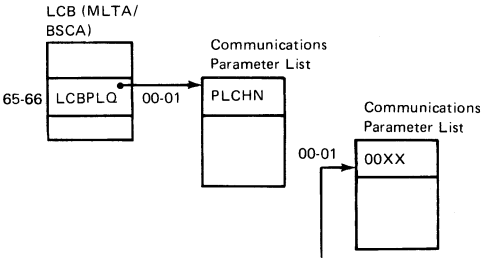 LCB (MLTA/
BSCA)
Communications
Parameter List
65-66
LCBPLQ
00-01
PLCHN
Communications
Parameter List
00-01
00XX